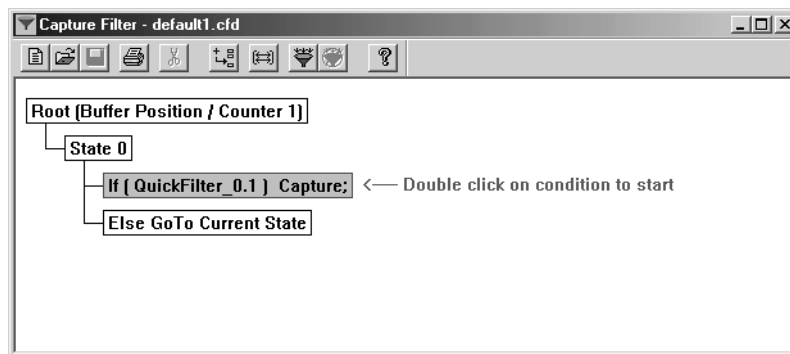 Capture Filter - default1.cfd
Root (Buffer Position / Counter 1)
State 0
If ( QuickFilter_0.1 ) Capture; <— Double click on condition to start
Else GoTo Current State